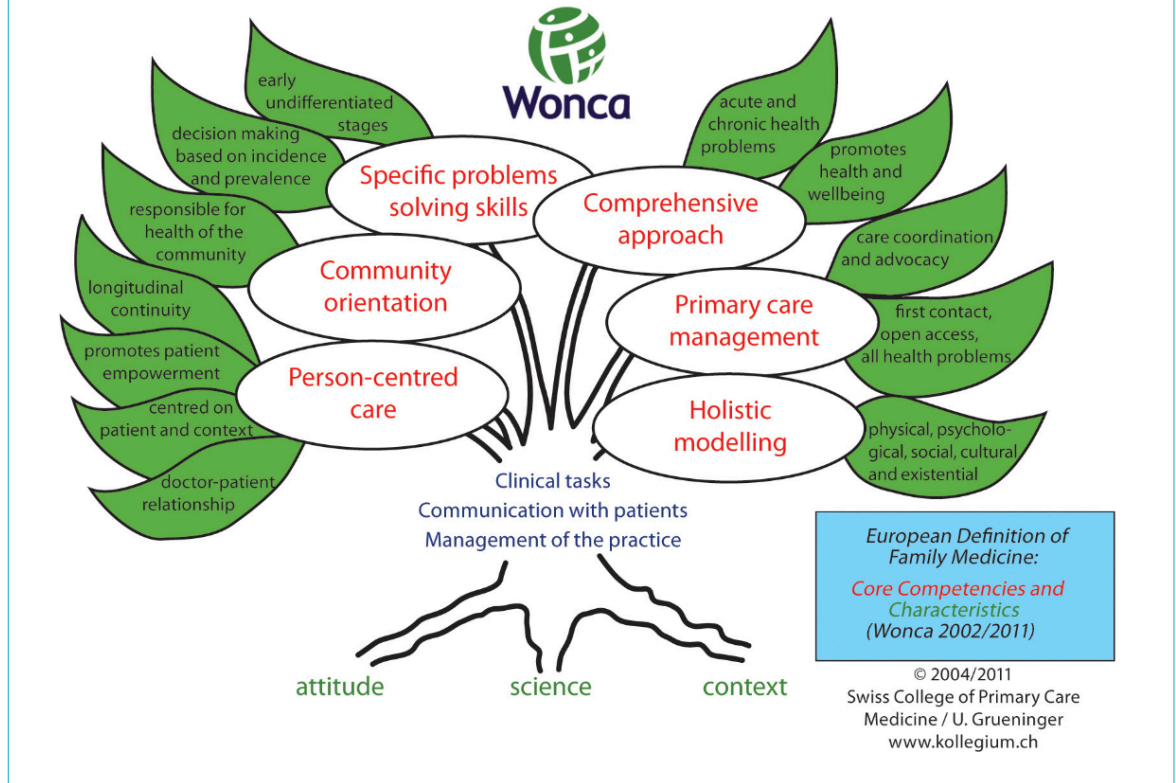 Wonca
early
undifferentiated
stages
decision making
based on incidence
and prevalence
responsible for
health of the
community
longitudinal
continuity
promotes patient
empowerment
centred on
patient and context
doctor-patient
relationship
Specific problems
solving skills
Community
orientation
Person-centred
care
Comprehensive
approach
Primary care
management
Holistic
modelling
acute and
chronic health
problems
promotes
health and
wellbeing
care coordination
and advocacy
first contact,
open access,
all health problems
physical, psycholo-
gical, social, cultural
and existential
Clinical tasks
Communication with patients
Management of the practice
attitude
science
context
European Definition of
Family Medicine:
Core Competencies and
Characteristics
(Wonca 2002/2011)
© 2004/2011
Swiss College of Primary Care
Medicine / U. Grueninger
www.kollegium.ch